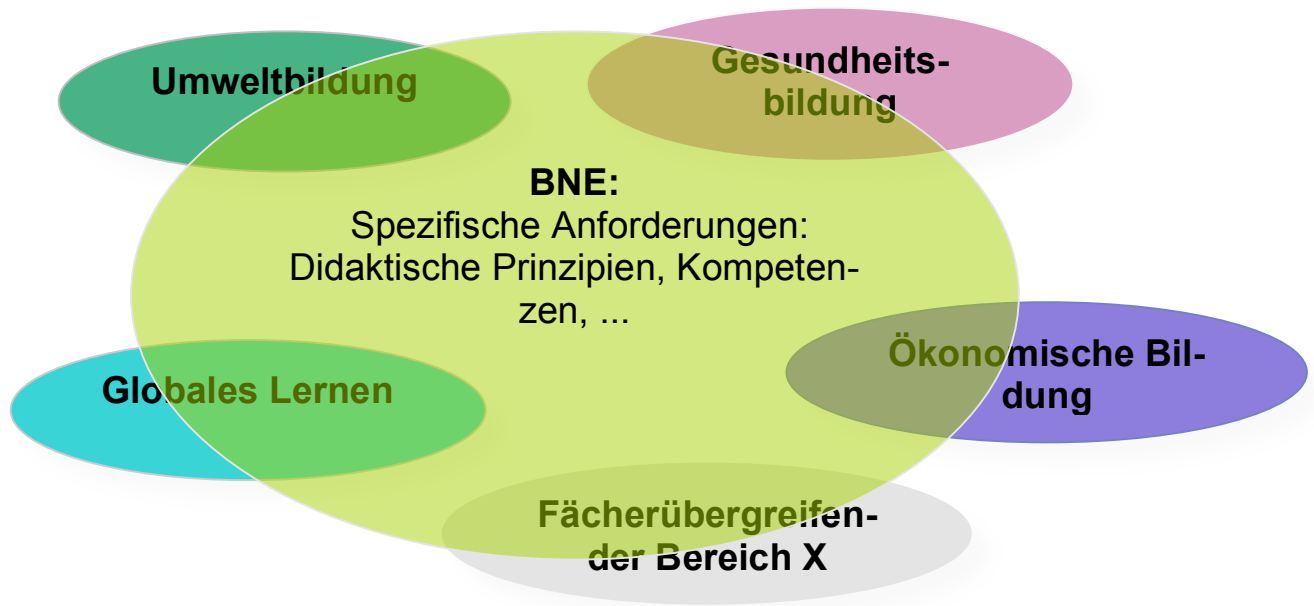 Umweltbildung
Gesundheits-
bildung
BNE:
Spezifische Anforderungen:
Didaktische Prinzipien, Kompeten-
zen, ...
Ökonomische Bil-
dung
Globales Lernen
Fächerübergreifen-
der Bereich X